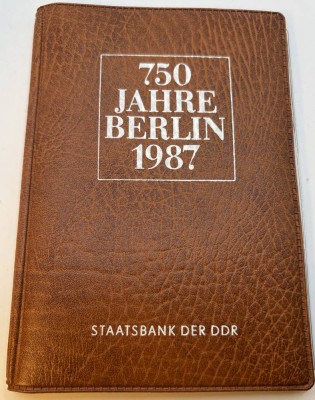 750
JAHRE
BERLIN
1987
STAATSBANK DER DDR